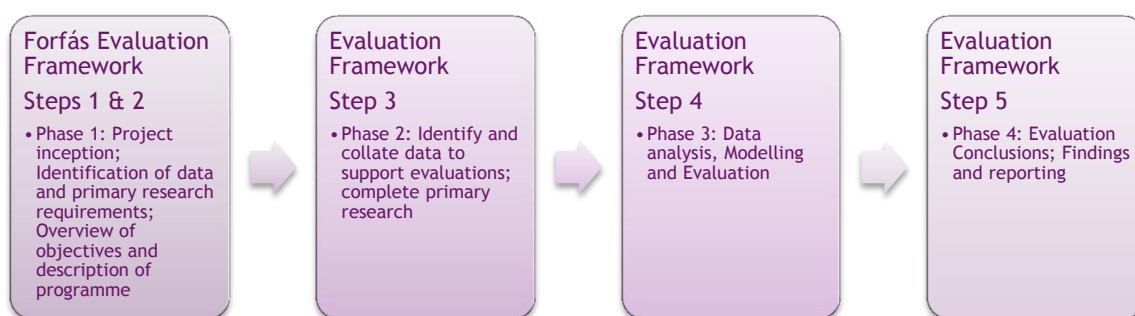 Forfás Evaluation
Framework
Steps 1 & 2
• Phase 1: Project
inception;
Identification of data
and primary research
requirements;
Overview of
objectives and
description of
programme
Evaluation
Framework
Step 3
• Phase 2: Identify and
collate data to
support evaluations;
complete primary
research
Evaluation
Framework
Step 4
• Phase 3: Data
analysis, Modelling
and Evaluation
Evaluation
Framework
Step 5
• Phase 4: Evaluation
Conclusions; Findings
and reporting